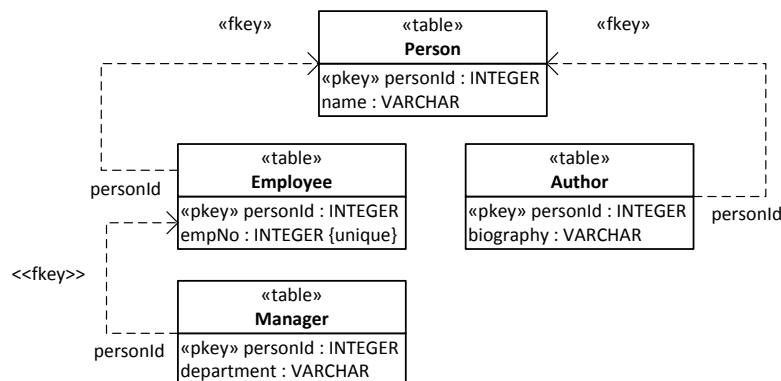 «fkey»
«fkey»
«table»
Person
«pkey» personId : INTEGER
name : VARCHAR
personId
«table»
Employee
«pkey» personId : INTEGER
empNo : INTEGER {unique}
«table»
Author
«pkey» personId : INTEGER
biography : VARCHAR
personId
<<fkey>>
personId
«table»
Manager
«pkey» personId : INTEGER
department : VARCHAR